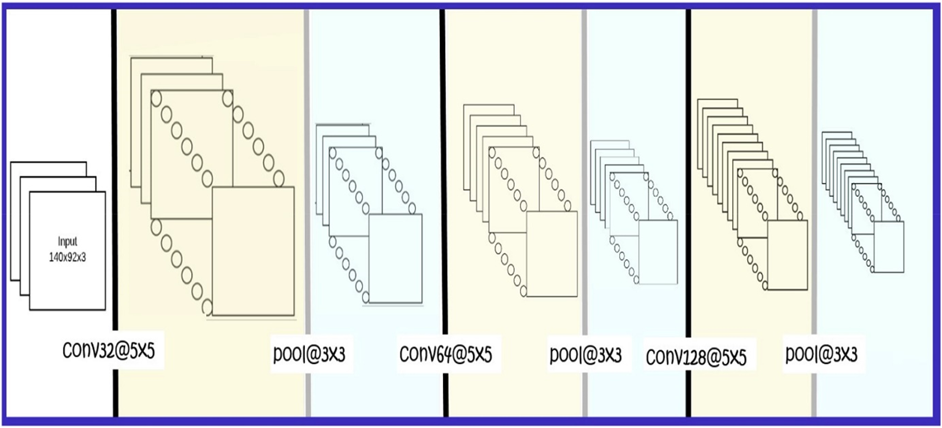 Input
140x92x3
Conv32@5x5
pool@3x3
Conv64@5x5
pool@3x3
Conv128@5x5
pool@3x3